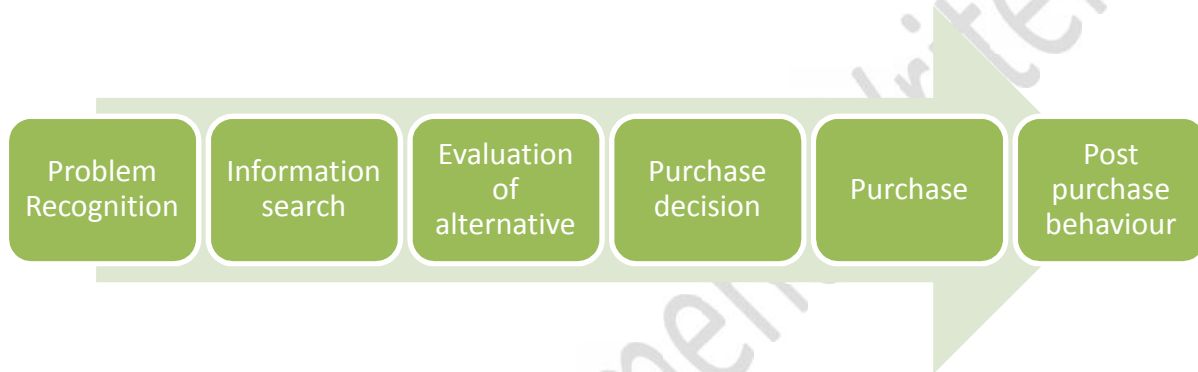 Problem
Recognition
Information
search
Evaluation
of
alternative
Purchase
decision
Purchase
Post
purchase
behaviour